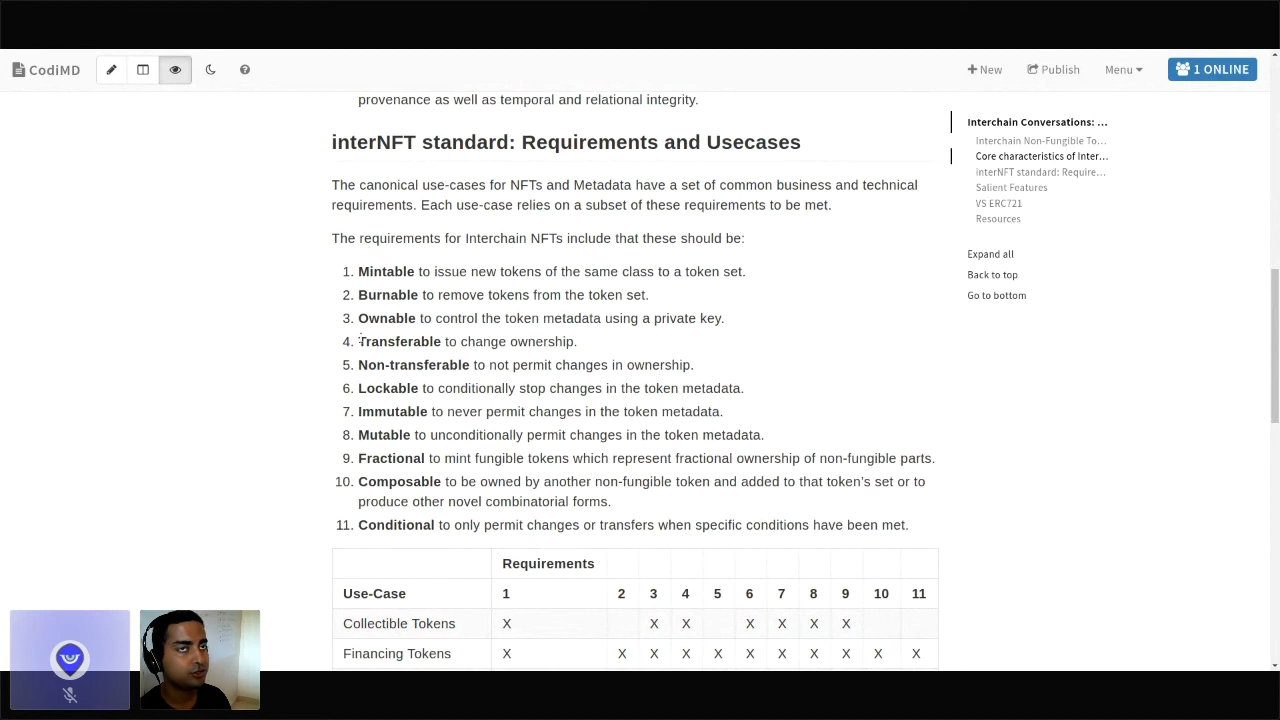 CodiMD
New
Publish
Menu
1 ONLINE
provenance as well as temporal and relational integrity.
interNFT standard: Requirements and Usecases
The canonical use-cases for NFTs and Metadata have a set of common business and technical
requirements. Each use-case relies on a subset of these requirements to be met.
The requirements for Interchain NFTs include that these should be:
1. Mintable to issue new tokens of the same class to a token set.
2. Burnable to remove tokens from the token set.
3. Ownable to control the token metadata using a private key.
4. Transferable to change ownership.
5. Non-transferable to not permit changes in ownership.
6. Lockable to conditionally stop changes in the token metadata.
7. Immutable to never permit changes in the token metadata.
8. Mutable to unconditionally permit changes in the token metadata.
9. Fractional to mint fungible tokens which represent fractional ownership of non-fungible parts.
10. Composable to be owned by another non-fungible token and added to that token's set or to
produce other novel combinatorial forms.
11. Conditional to only permit changes or transfers when specific conditions have been met.
Requirements
Use-Case 1 2 3 4 5 6 7 8 9 10 11
Collectible Tokens X X X X X X X
Financing Tokens X X X X X X X X X X X
Interchain Conversations: ...
Interchain Non-Fungible To...
Core characteristics of Inter...
interNFT standard: Require...
Salient Features
VS ERC721
Resources
Expand all
Back to top
Go to bottom